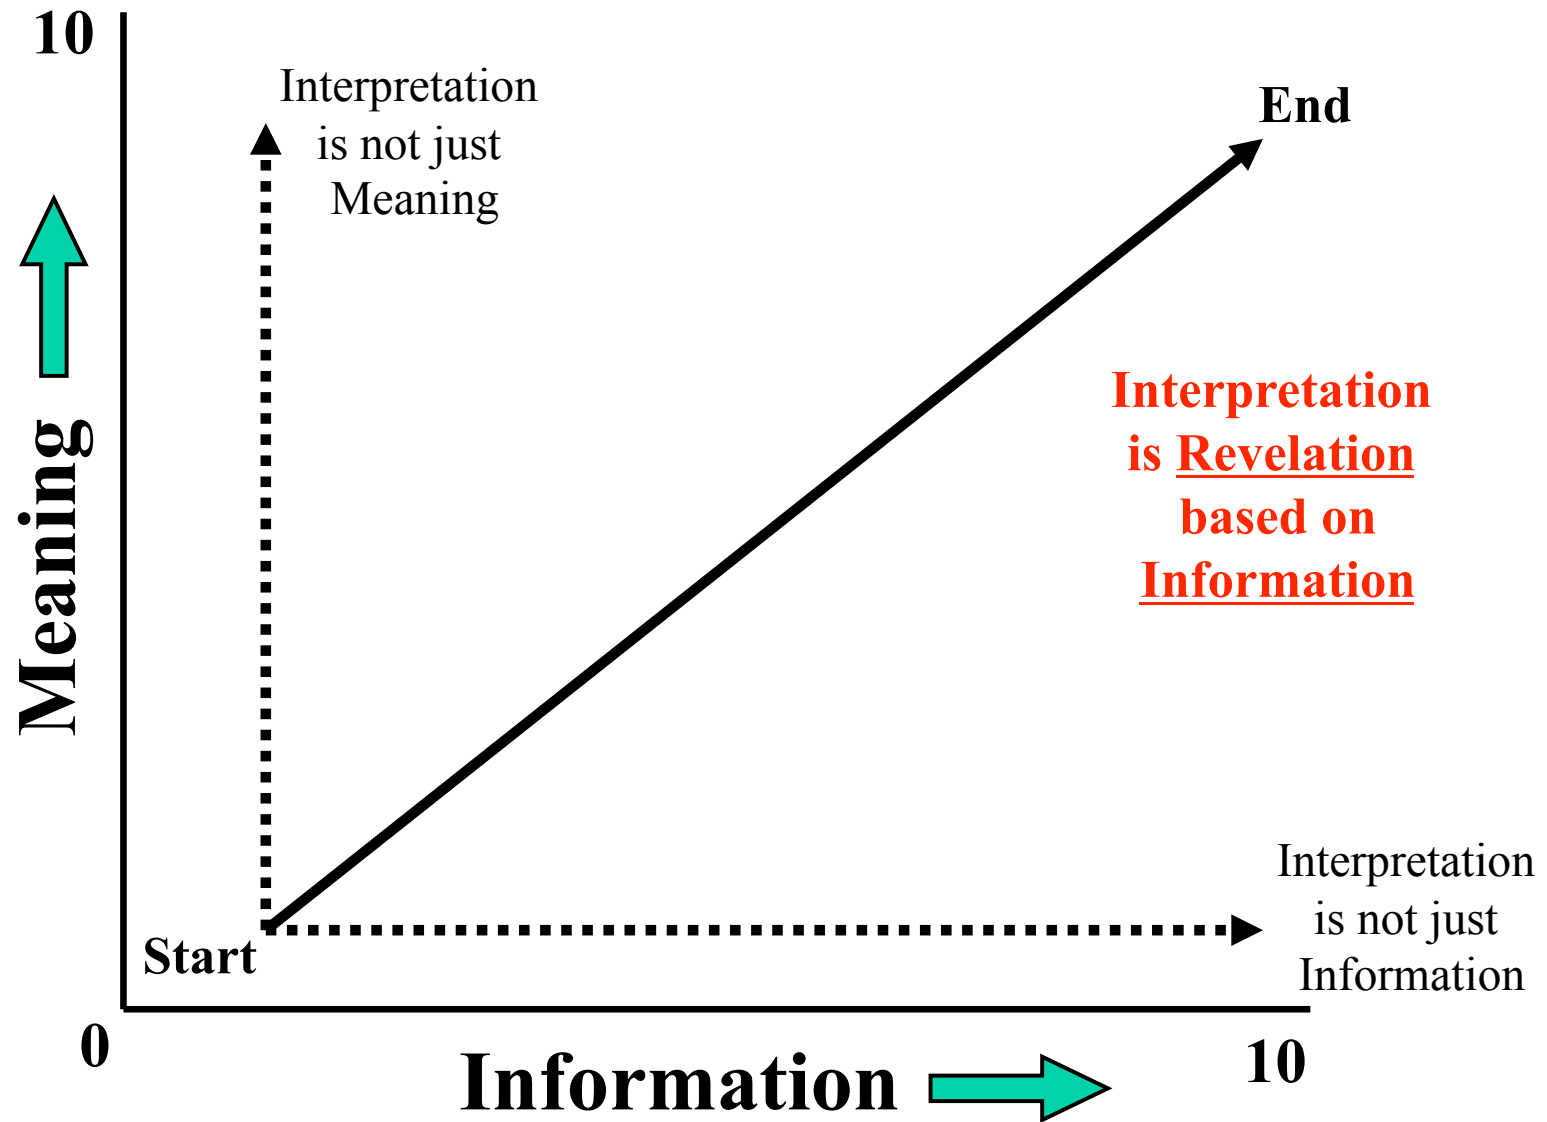 10
Interpretation
is not just
Meaning
End
Meaning
Interpretation
is Revelation
based on
Information
Interpretation
is not just
Information
Start
0
10
Information